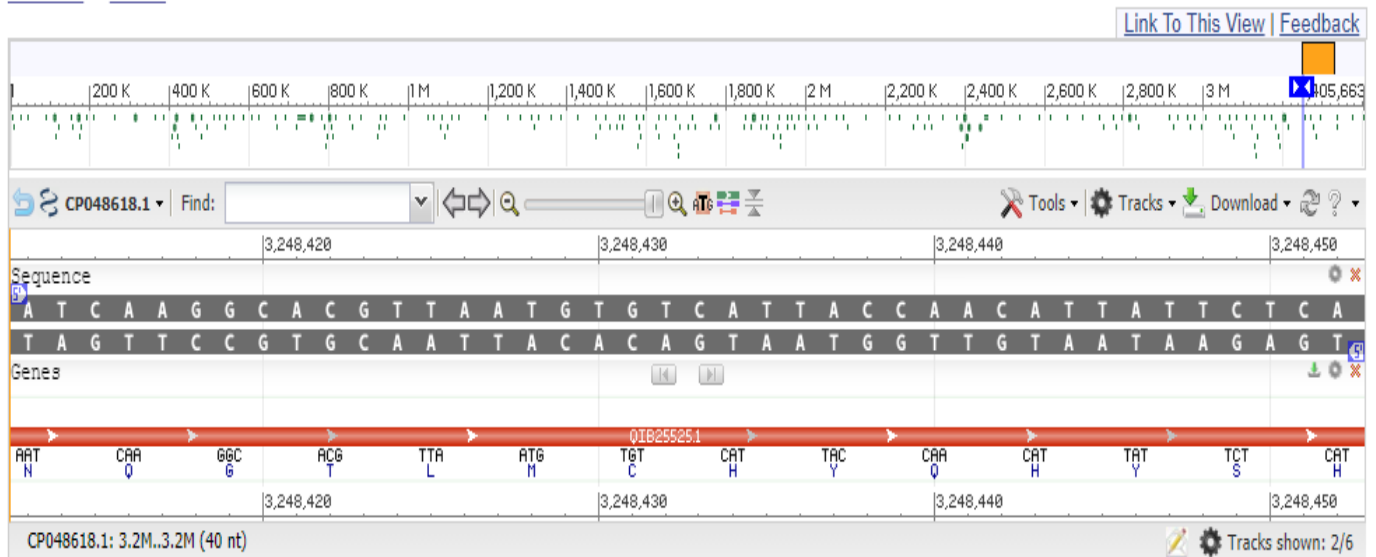 Link To This View | Feedback
200 K 400 K 600 K 800 K 1 M 1,200 K 1,400 K 1,600 K 1,800 K 2 M 2,200 K 2,400 K 2,600 K 2,800 K 3 M 405,663
CP048618.1 Find: ATG Tools Tracks Download ?
3,248,420 3,248,430 3,248,440 3,248,450
Sequence
5'
A T C A A G G C A C G T T A A T G T G T C A T T A C C A A C A T T A T T C T C A
T A G T T C C G T G C A A T T A C A C A G T A A T G G T T G T A A T A A G A G T
5'
Genes
QIB25525.1
AAT CAA GGC ACG TTA ATG TGT CAT TAC CAA CAT TAT TCT CAT
N Q G T L M C H Y Q H Y S H
3,248,420 3,248,430 3,248,440 3,248,450
CP048618.1: 3.2M..3.2M (40 nt) Tracks shown: 2/6